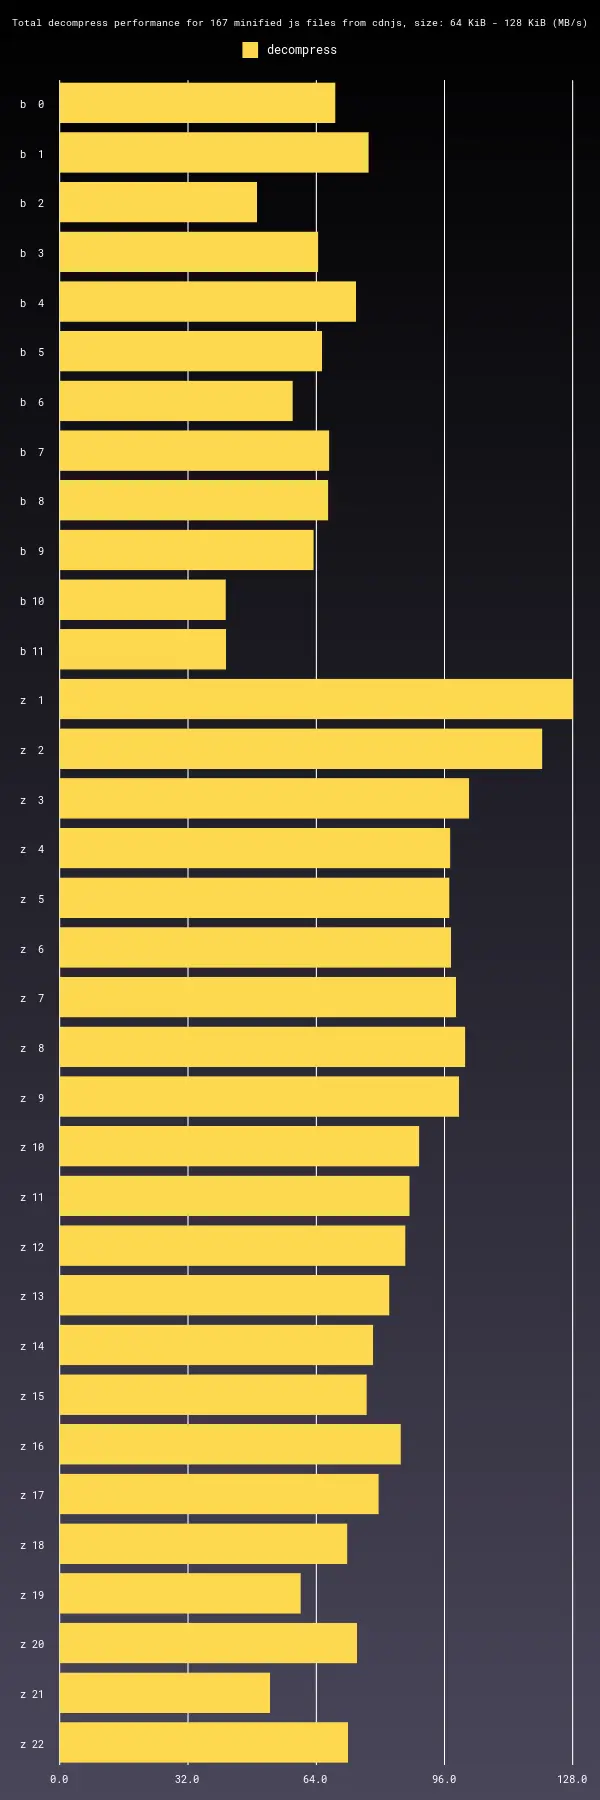 Total decompress performance for 167 minified js files from cdnjs, size: 64 KiB - 128 KiB (MB/s)
decompress
b 0
b 1
b 2
b 3
b 4
b 5
b 6
b 7
b 8
b 9
b 10
b 11
z 1
z 2
z 3
z 4
z 5
z 6
z 7
z 8
z 9
z 10
z 11
z 12
z 13
z 14
z 15
z 16
z 17
z 18
z 19
z 20
z 21
z 22
0.0 32.0 64.0 96.0 128.0